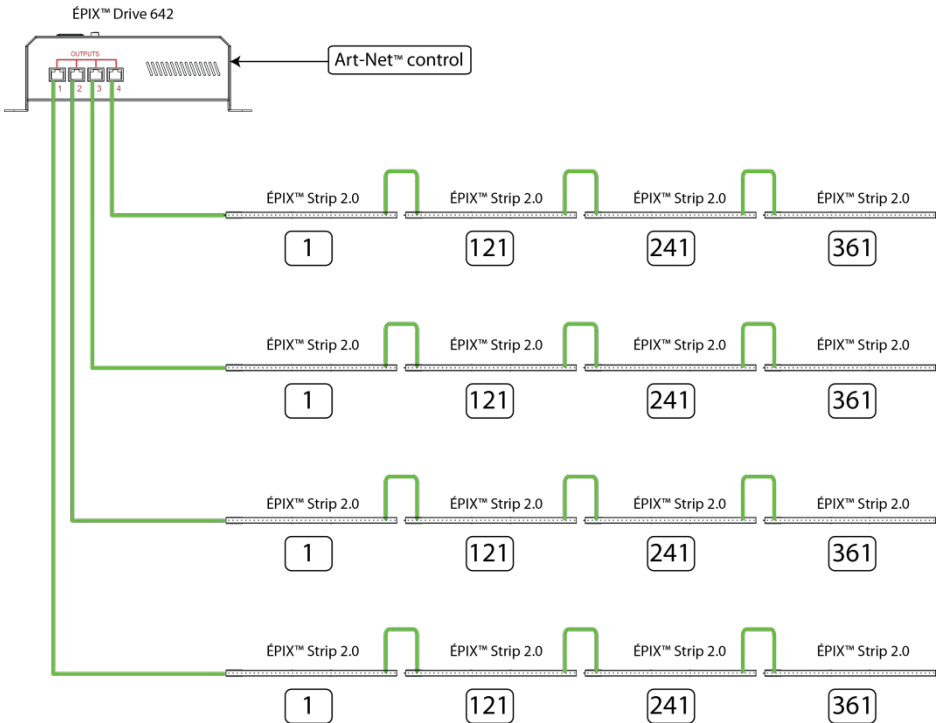 ÉPIX™ Drive 642
OUTPUTS
1 2 3 4
Art-Net™ control
ÉPIX™ Strip 2.0 ÉPIX™ Strip 2.0 ÉPIX™ Strip 2.0 ÉPIX™ Strip 2.0
1 121 241 361
ÉPIX™ Strip 2.0 ÉPIX™ Strip 2.0 ÉPIX™ Strip 2.0 ÉPIX™ Strip 2.0
1 121 241 361
ÉPIX™ Strip 2.0 ÉPIX™ Strip 2.0 ÉPIX™ Strip 2.0 ÉPIX™ Strip 2.0
1 121 241 361
ÉPIX™ Strip 2.0 ÉPIX™ Strip 2.0 ÉPIX™ Strip 2.0 ÉPIX™ Strip 2.0
1 121 241 361